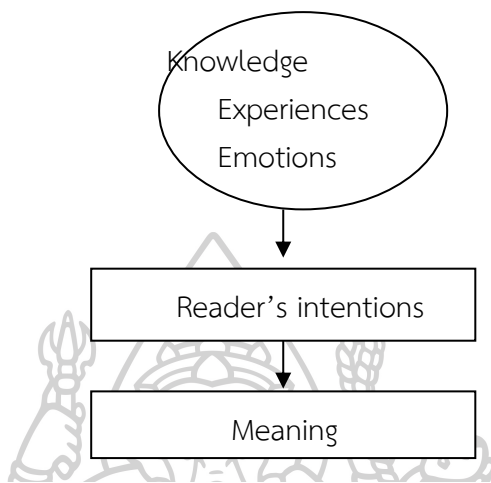 Knowledge
Experiences
Emotions
Reader’s intentions
Meaning